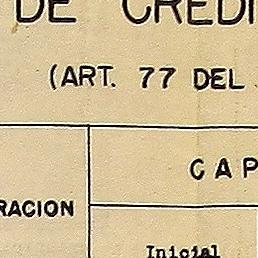 DE CREDI
(ART. 77 DEL
CAP
RACION
Inicial